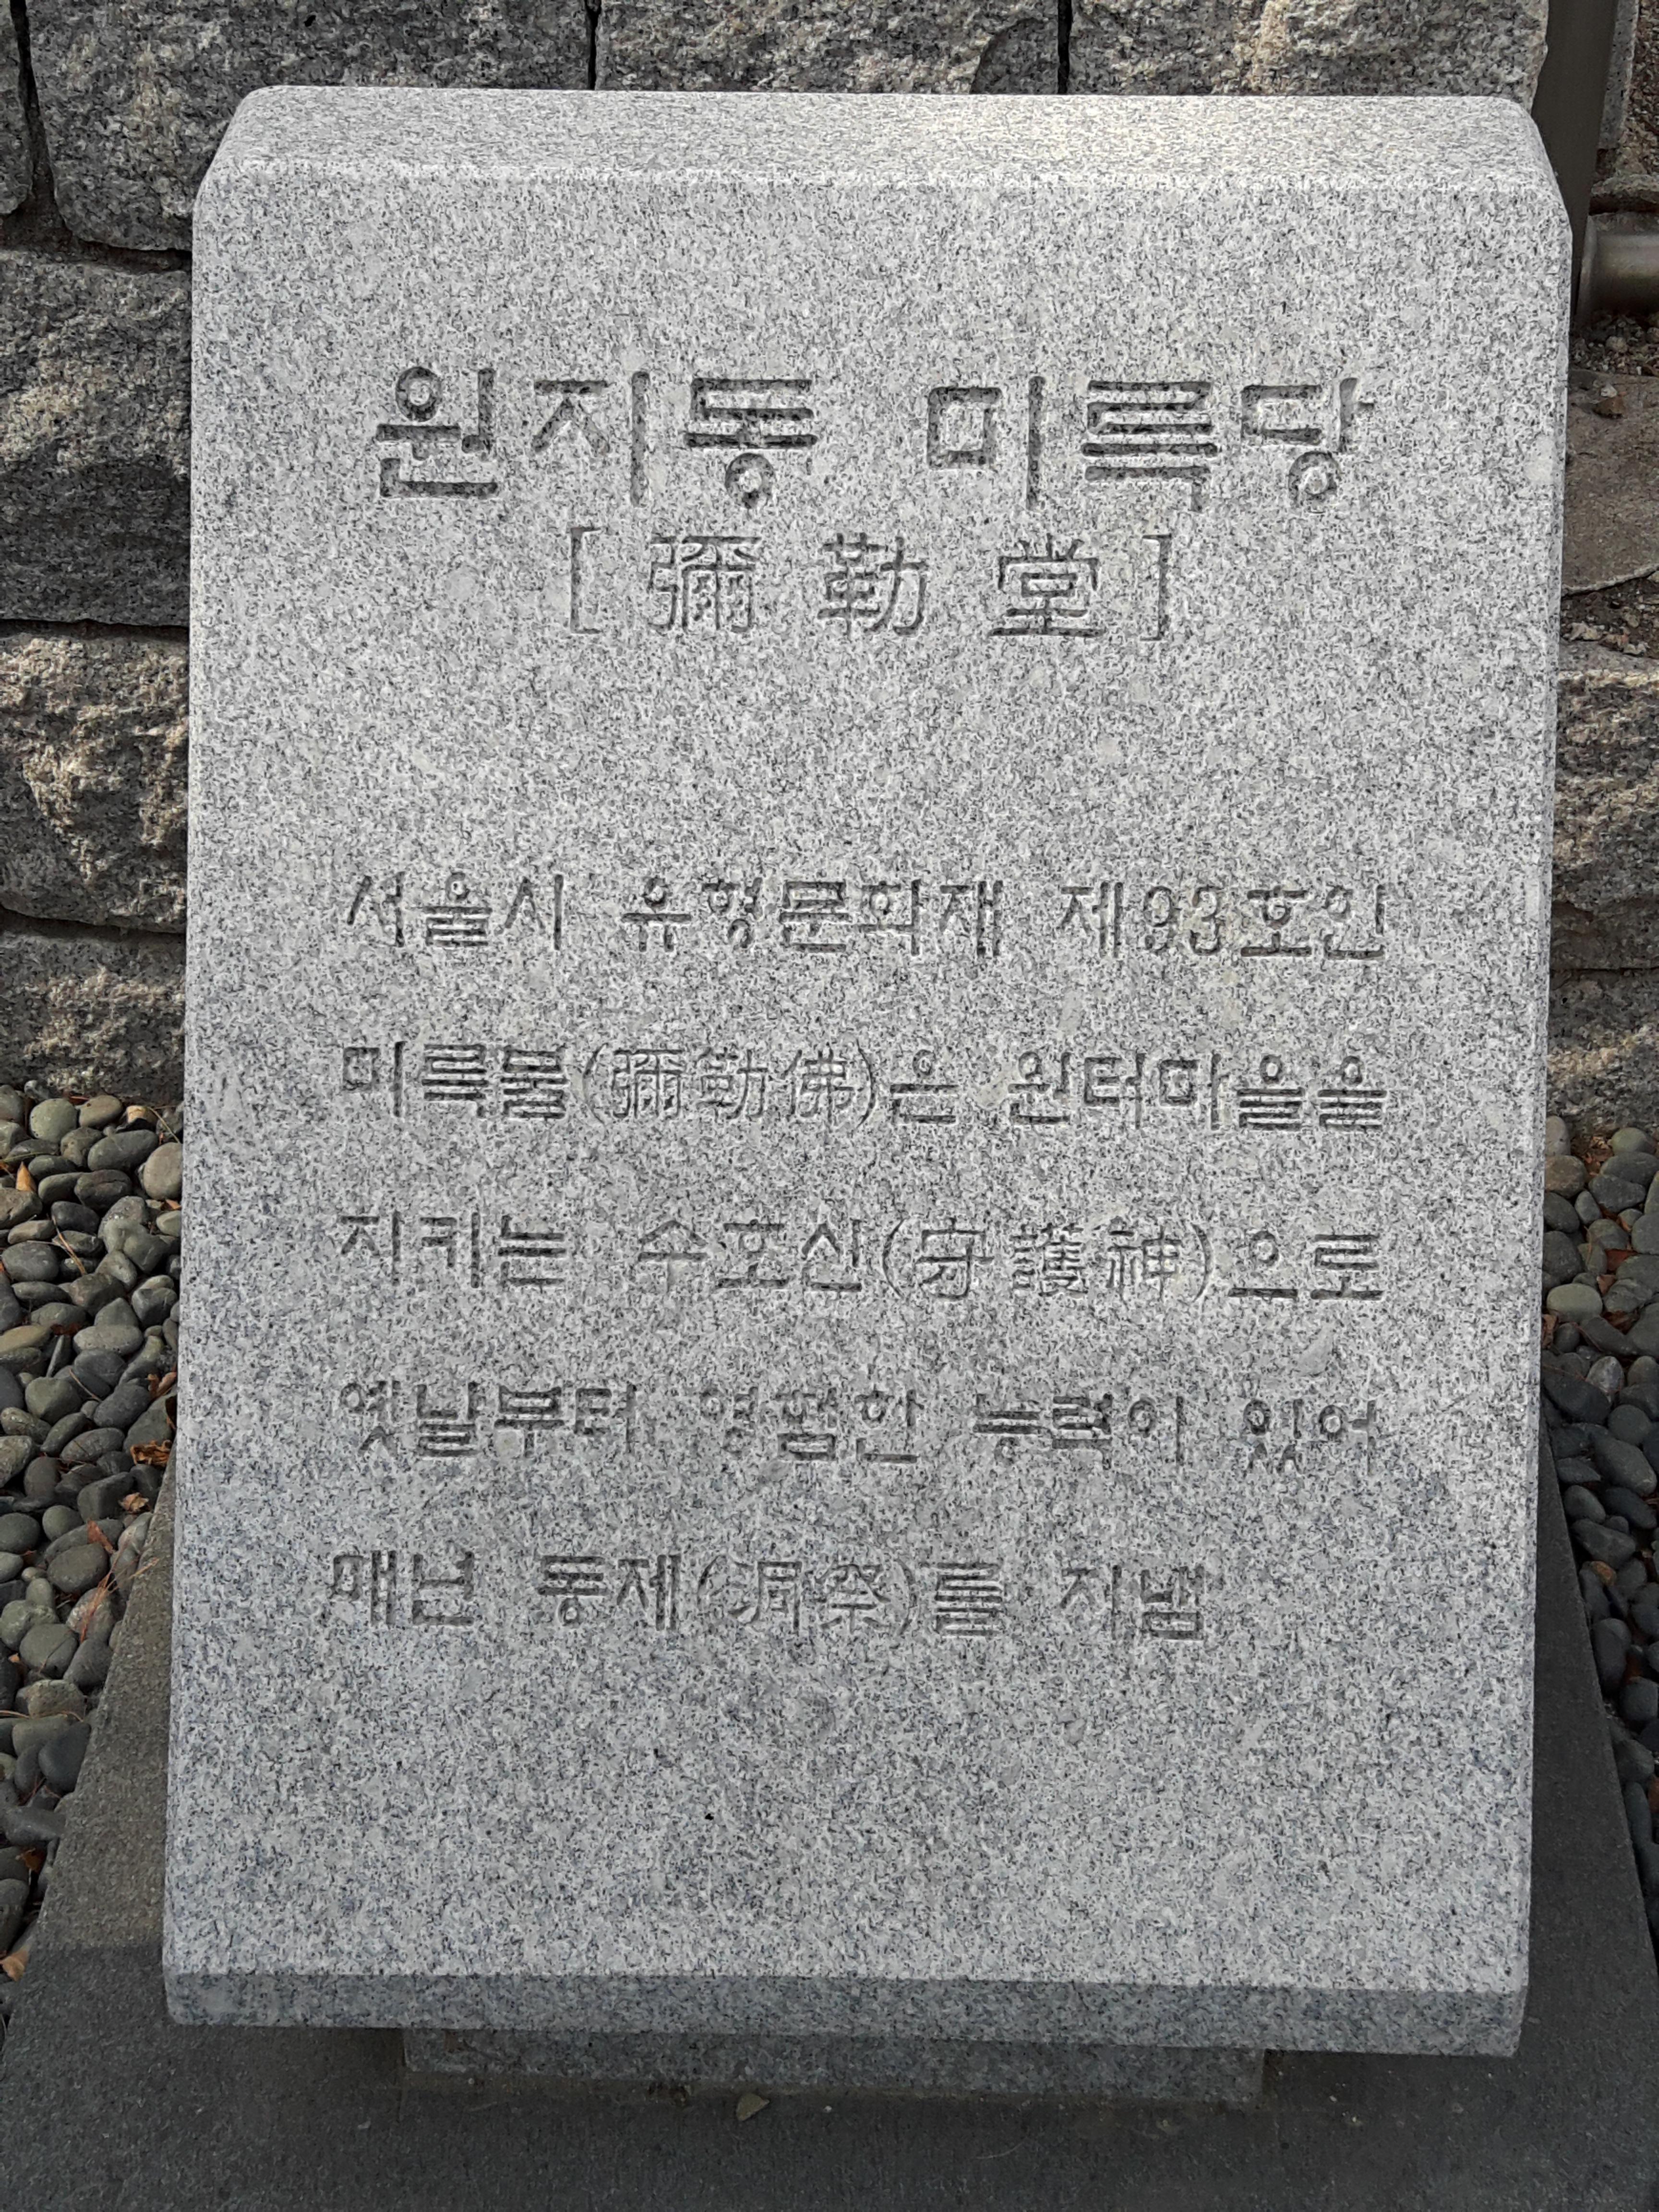 원지동 미륵당
[彌勒堂]
서울시 유형문화재 제93호인
미륵불(彌勒佛)은 원터마을을
지키는 수호신(守護神)으로
옛날부터 영험한 능력이 있어
매년 동제(洞祭)를 지냄